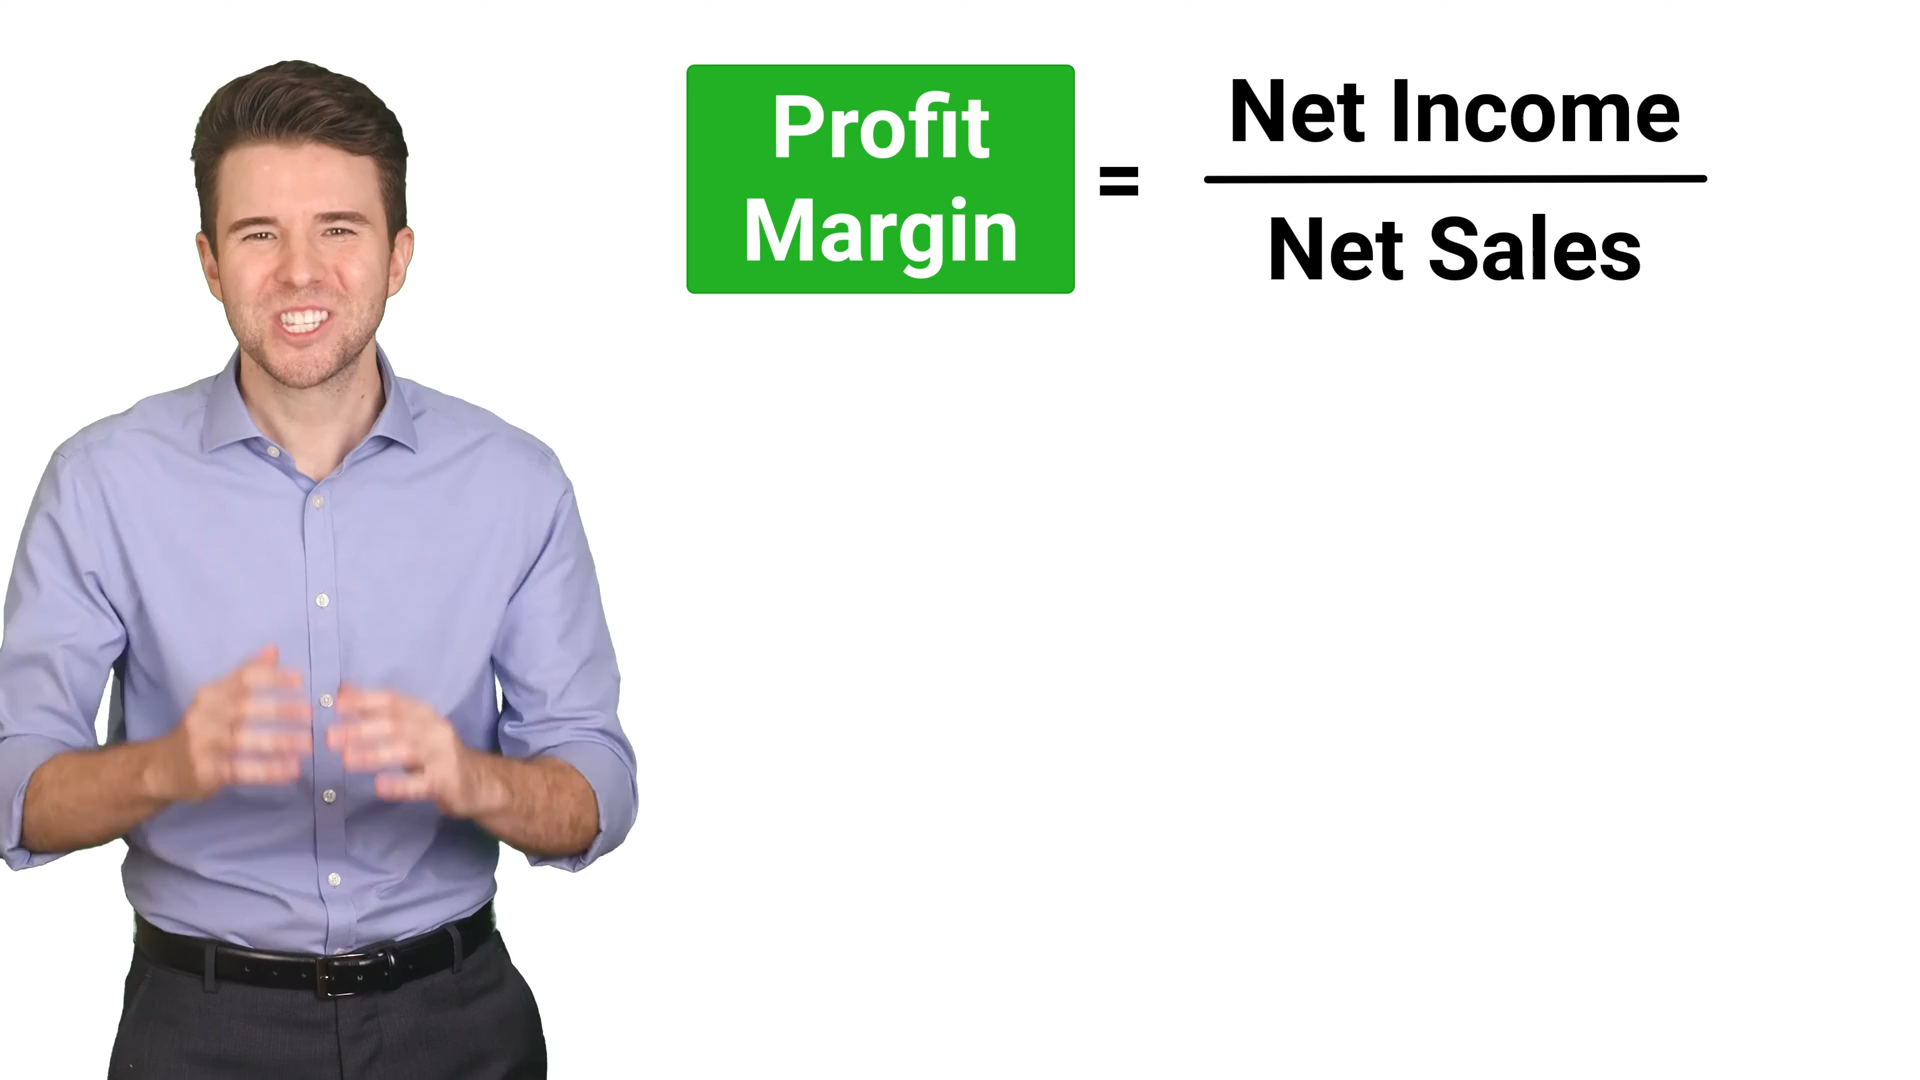 Profit
Margin
=
Net Income
Net Sales